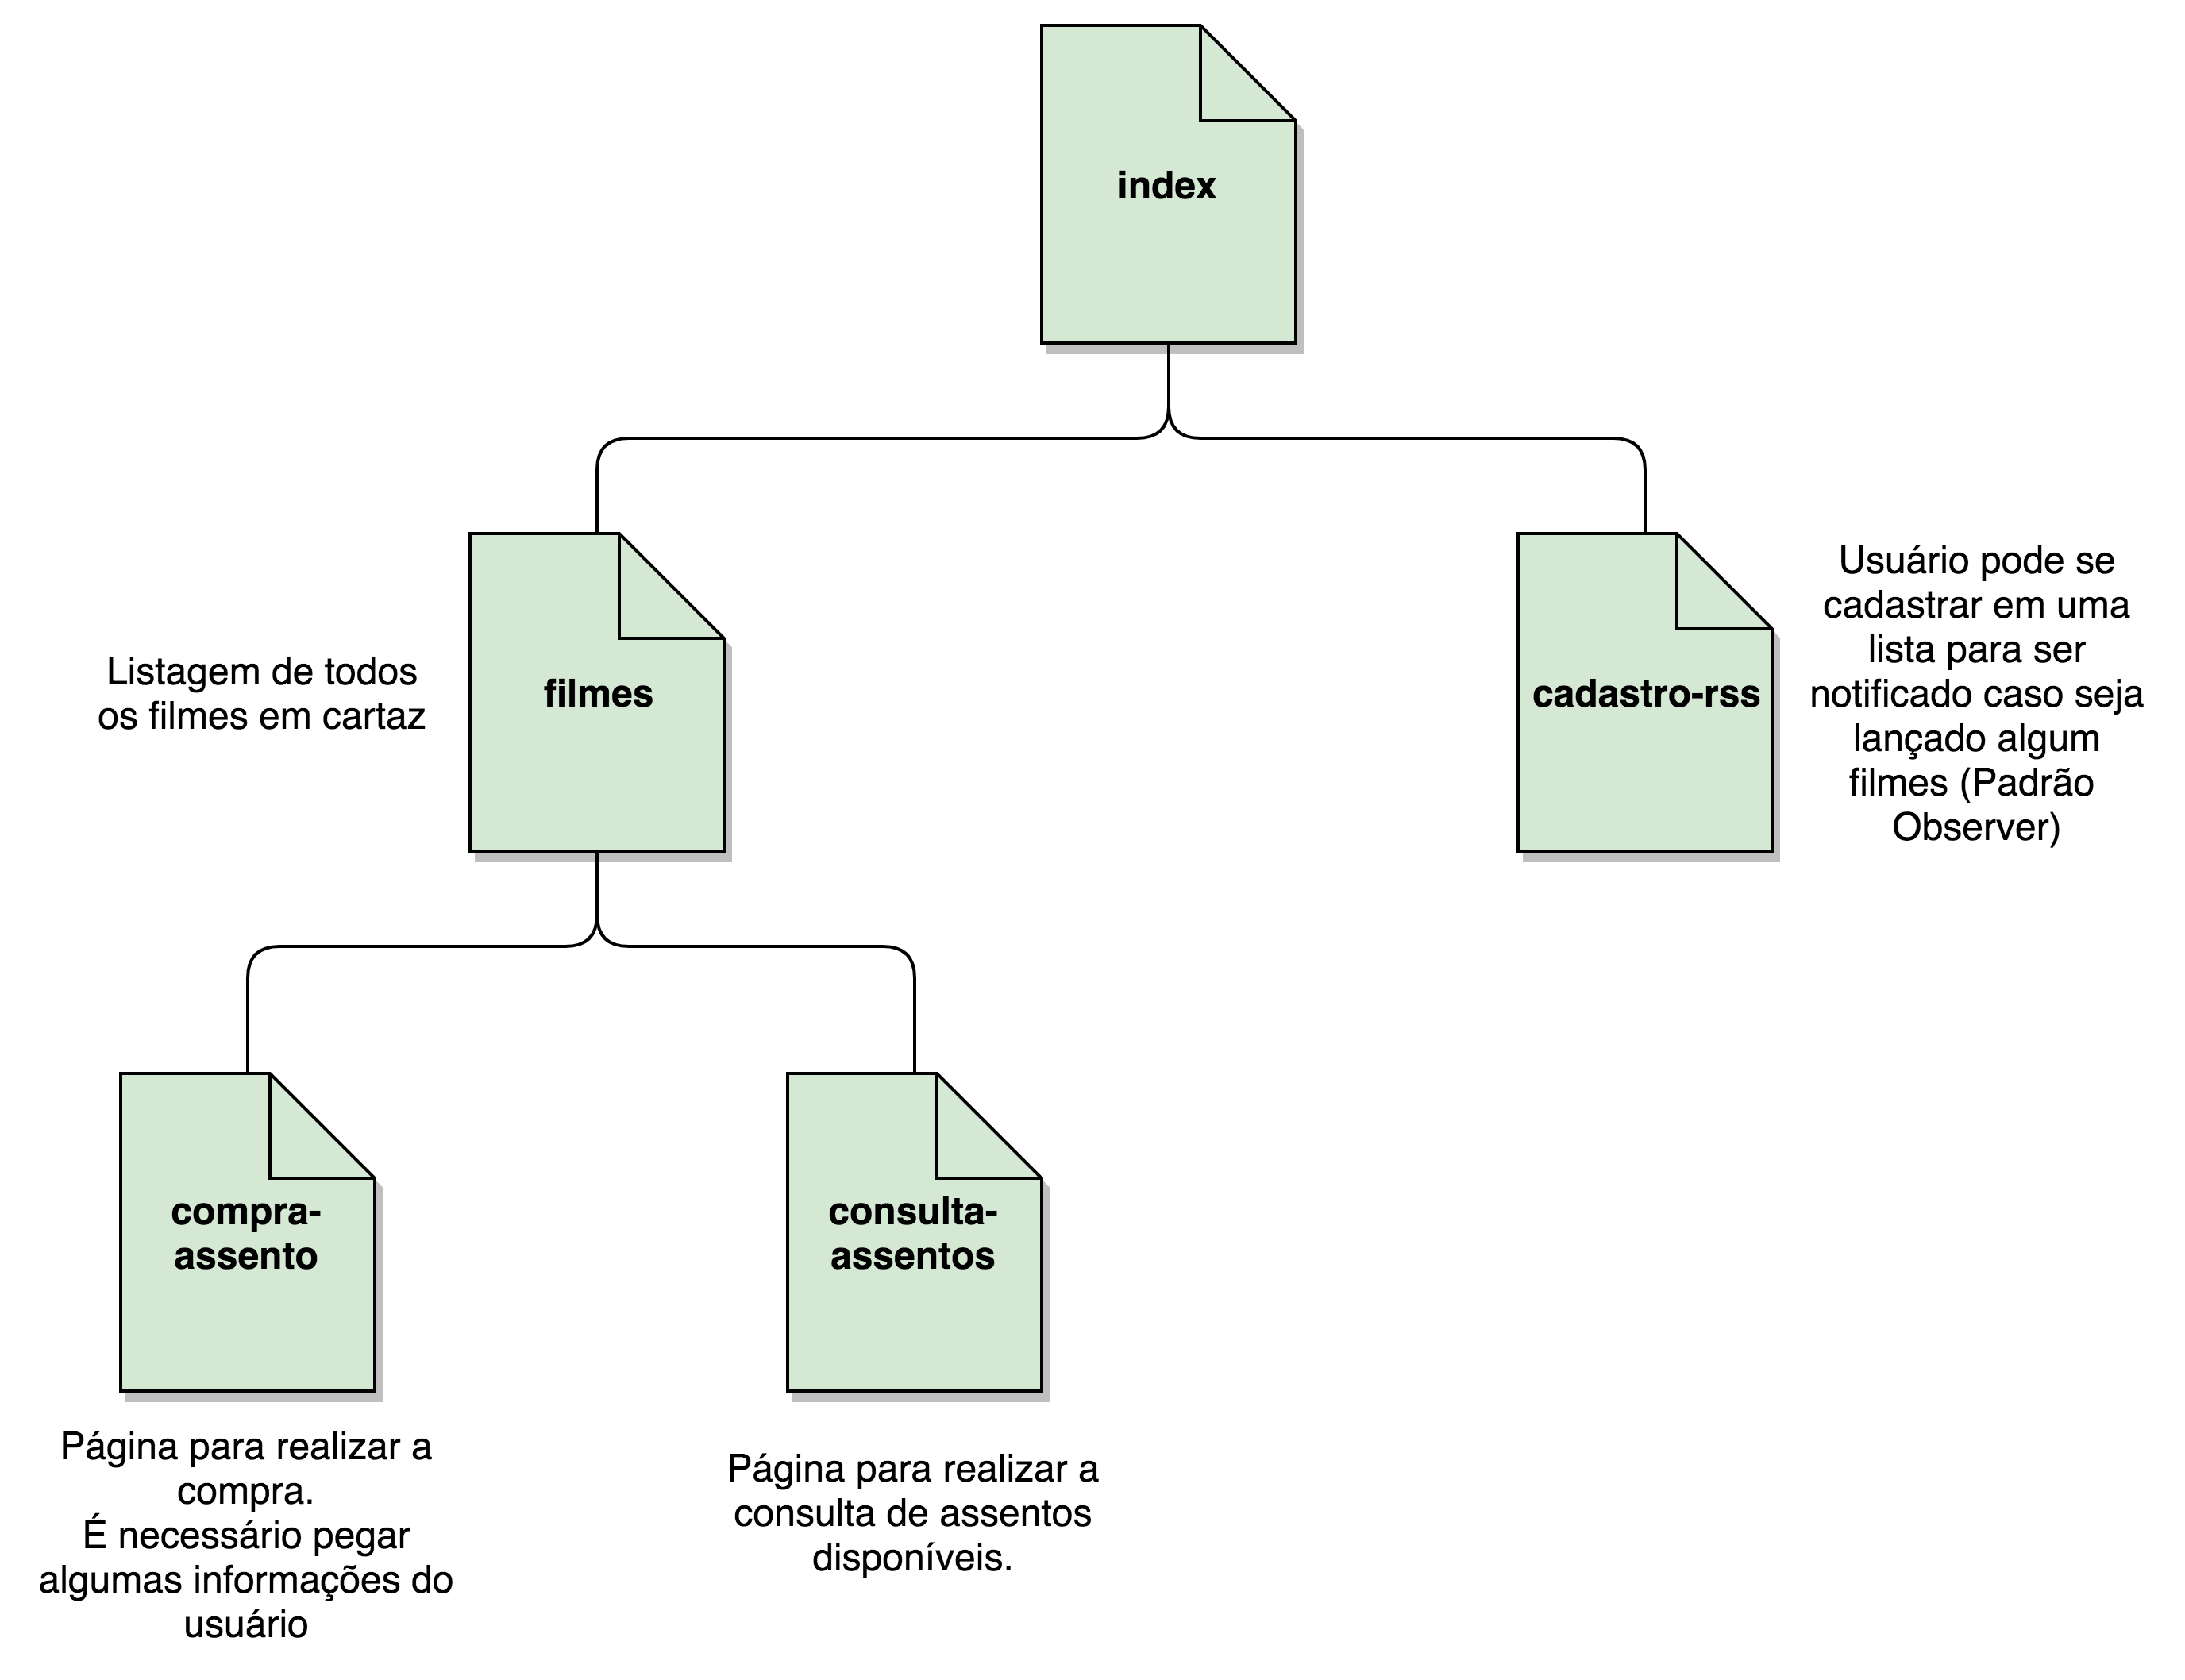 index
Listagem de todos
os filmes em cartaz
filmes
cadastro-rss
Usuário pode se
cadastrar em uma
lista para ser
notificado caso seja
lançado algum
filmes (Padrão
Observer)
compra-
assento
consulta-
assentos
Página para realizar a
compra.
É necessário pegar
algumas informações do
usuário
Página para realizar a
consulta de assentos
disponíveis.